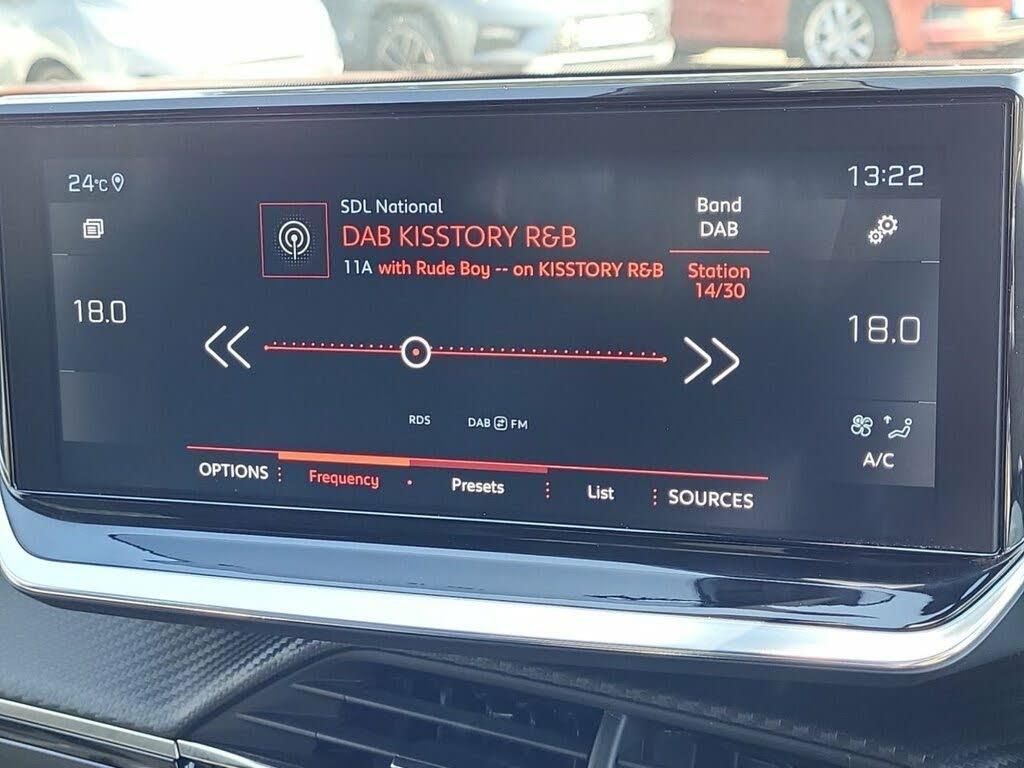 24°C
13:22
SDL National
DAB KISSTORY R&B
11A with Rude Boy -- on KISSTORY R&B
Band
DAB
Station
14/30
18.0
18.0
RDS
DAB FM
A/C
OPTIONS
Frequency
Presets
List
SOURCES